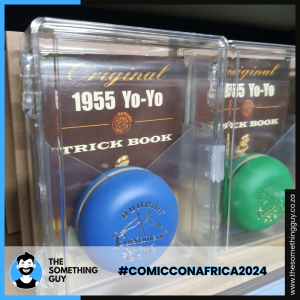 Original
1955 Yo-Yo
TRICK BOOK
Original
1955 Yo-Yo
TRICK BOOK
THE
SOMETHING
GUY
#COMICCONAFRICA2024
www.thesomethingguy.co.za